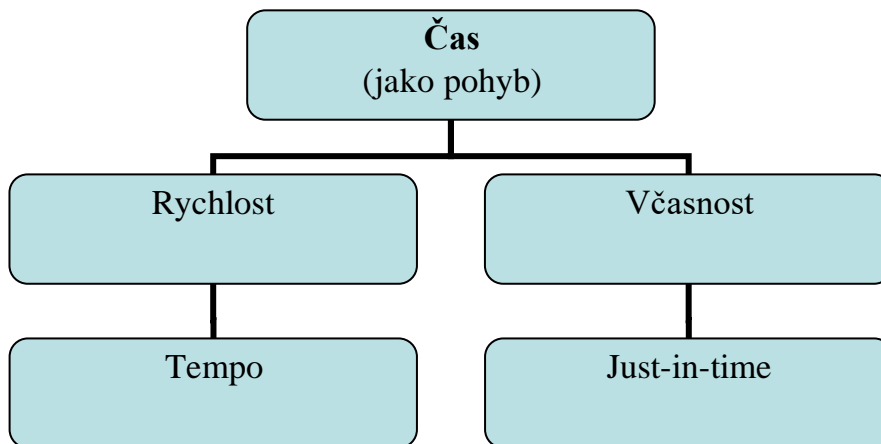 Čas
(jako pohyb)
Rychlost
Včasnost
Tempo
Just-in-time